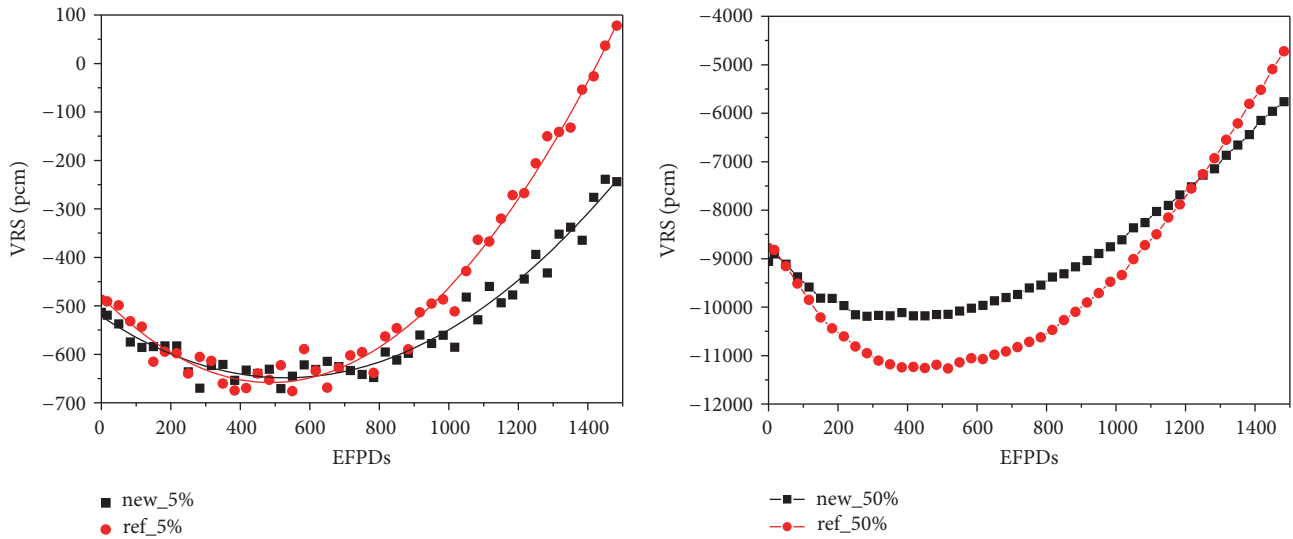 100
0
−100
−200
−300
−400
−500
−600
−700
VRS (pcm)
0 200 400 600 800 1000 1200 1400
EFPDs
new_5%
ref_5%
−4000
−5000
−6000
−7000
−8000
−9000
−10000
−11000
−12000
VRS (pcm)
0 200 400 600 800 1000 1200 1400
EFPDs
new_50%
ref_50%